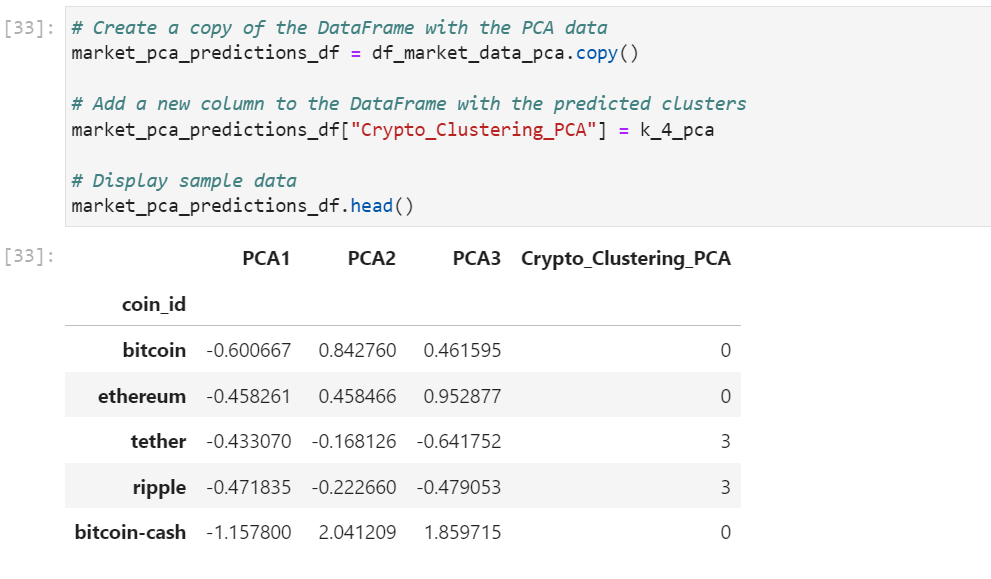 [33]: # Create a copy of the DataFrame with the PCA data
market_pca_predictions_df = df_market_data_pca.copy()
# Add a new column to the DataFrame with the predicted clusters
market_pca_predictions_df["Crypto_Clustering_PCA"] = k_4_pca
# Display sample data
market_pca_predictions_df.head()
[33]: PCA1 PCA2 PCA3 Crypto_Clustering_PCA
coin_id
bitcoin -0.600667 0.842760 0.461595 0
ethereum -0.458261 0.458466 0.952877 0
tether -0.433070 -0.168126 -0.641752 3
ripple -0.471835 -0.222660 -0.479053 3
bitcoin-cash -1.157800 2.041209 1.859715 0